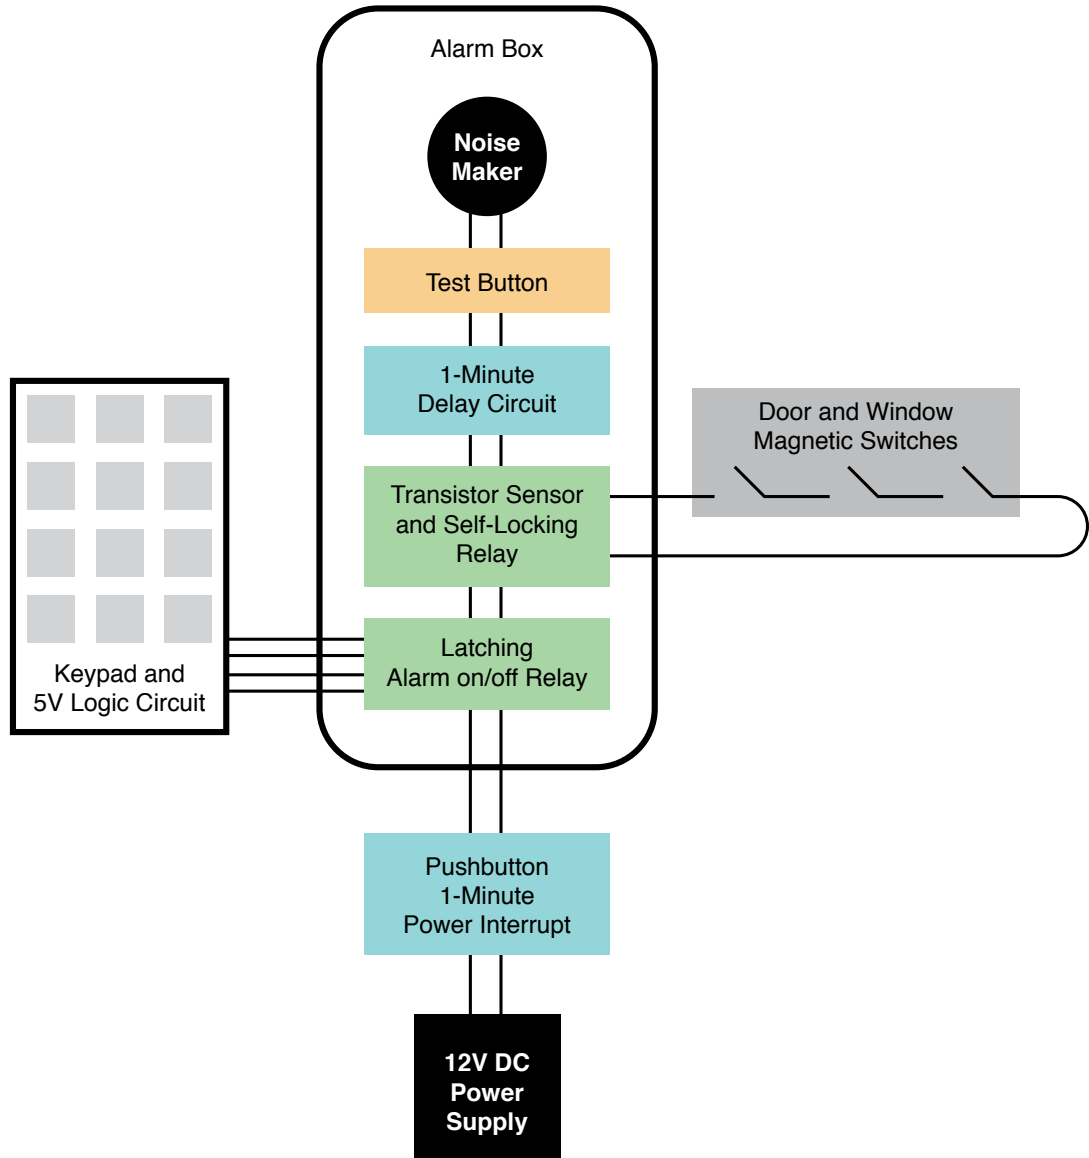 Alarm Box
Noise
Maker
Test Button
1-Minute
Delay Circuit
Door and Window
Magnetic Switches
Transistor Sensor
and Self-Locking
Relay
Latching
Alarm on/off Relay
Keypad and
5V Logic Circuit
Pushbutton
1-Minute
Power Interrupt
12V DC
Power
Supply